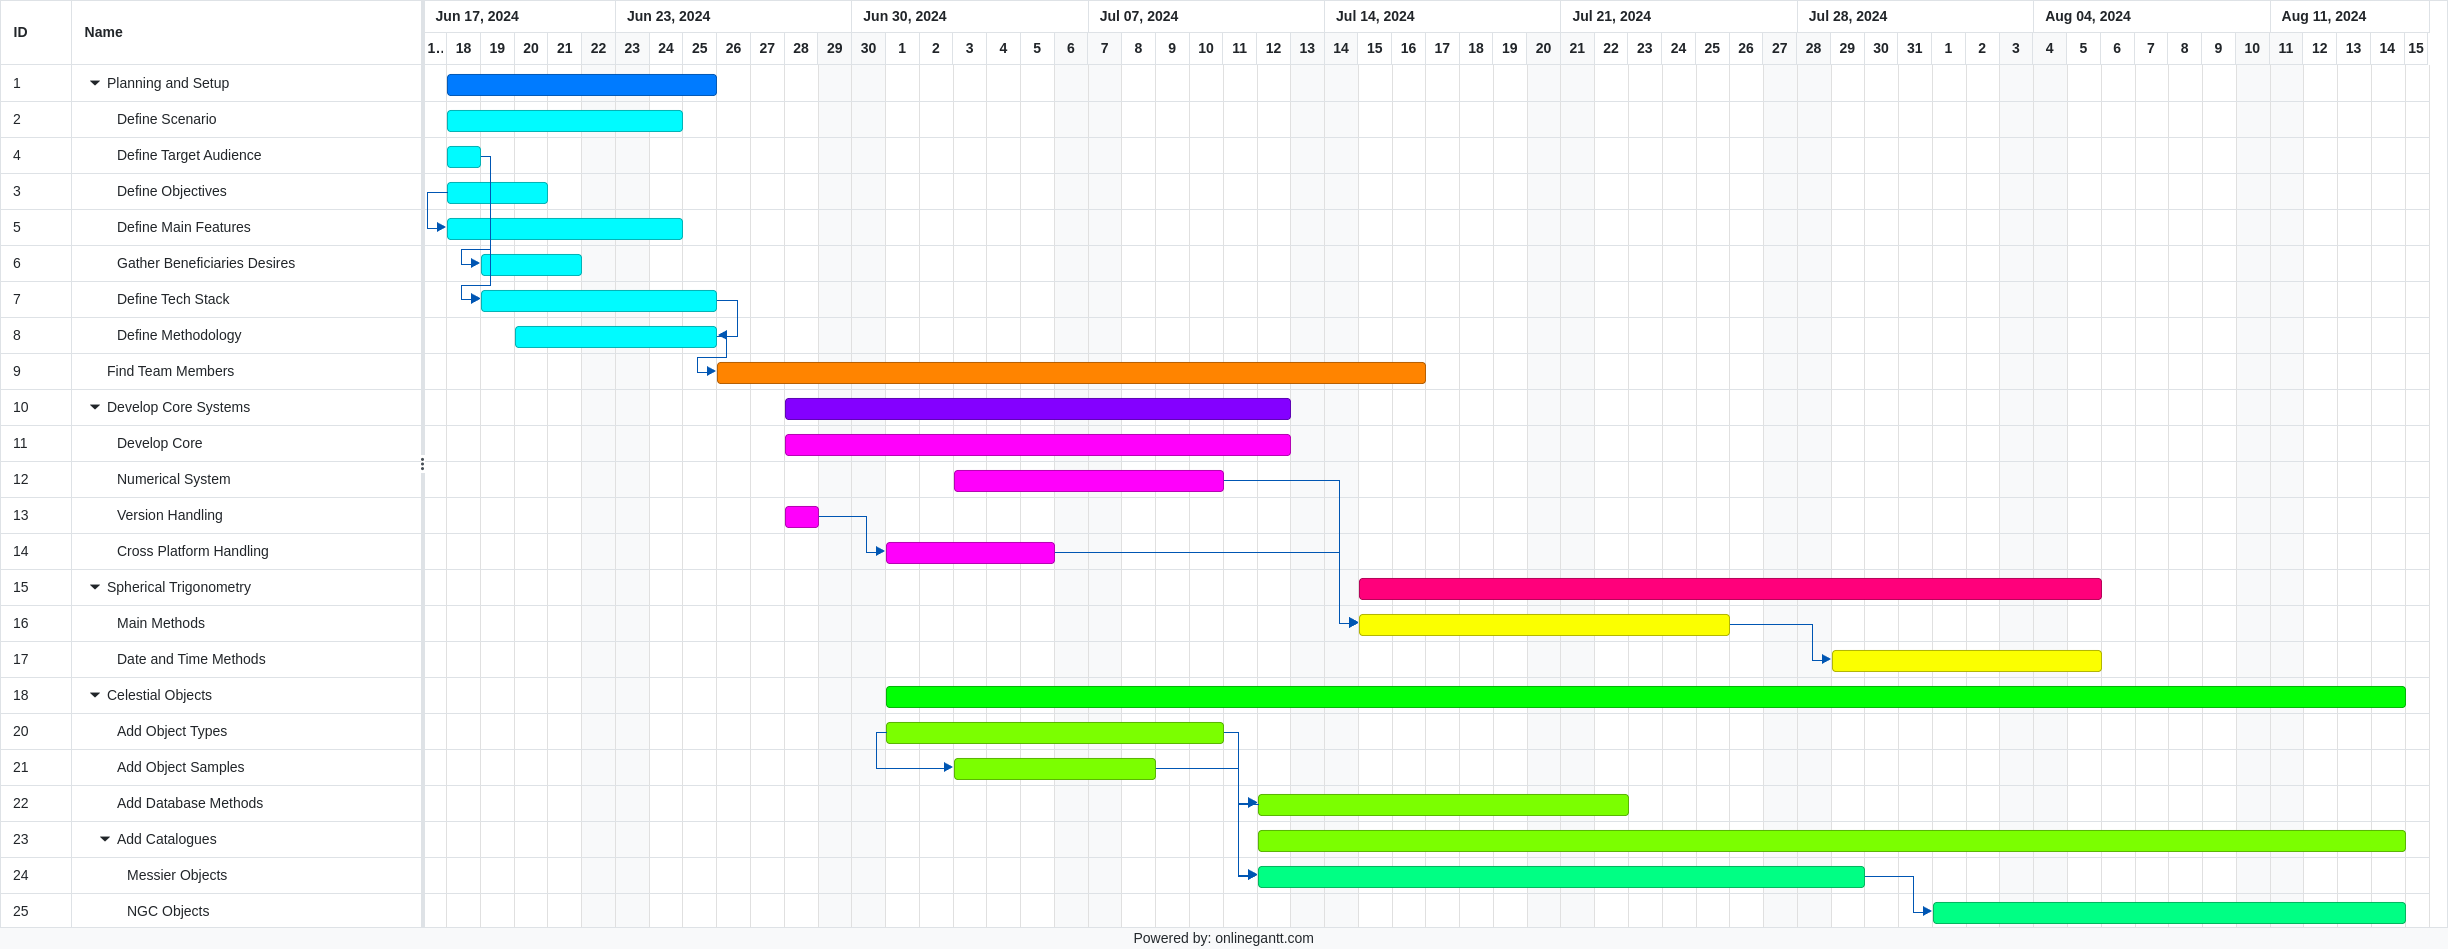 ID Name Jun 17, 2024 Jun 23, 2024 Jun 30, 2024 Jul 07, 2024 Jul 14, 2024 Jul 21, 2024 Jul 28, 2024 Aug 04, 2024 Aug 11, 2024
1.. 18 19 20 21 22 23 24 25 26 27 28 29 30 1 2 3 4 5 6 7 8 9 10 11 12 13 14 15 16 17 18 19 20 21 22 23 24 25 26 27 28 29 30 31 1 2 3 4 5 6 7 8 9 10 11 12 13 14 15
1 Planning and Setup
2 Define Scenario
4 Define Target Audience
3 Define Objectives
5 Define Main Features
6 Gather Beneficiaries Desires
7 Define Tech Stack
8 Define Methodology
9 Find Team Members
10 Develop Core Systems
11 Develop Core
12 Numerical System
13 Version Handling
14 Cross Platform Handling
15 Spherical Trigonometry
16 Main Methods
17 Date and Time Methods
18 Celestial Objects
20 Add Object Types
21 Add Object Samples
22 Add Database Methods
23 Add Catalogues
24 Messier Objects
25 NGC Objects
Powered by: onlinegantt.com